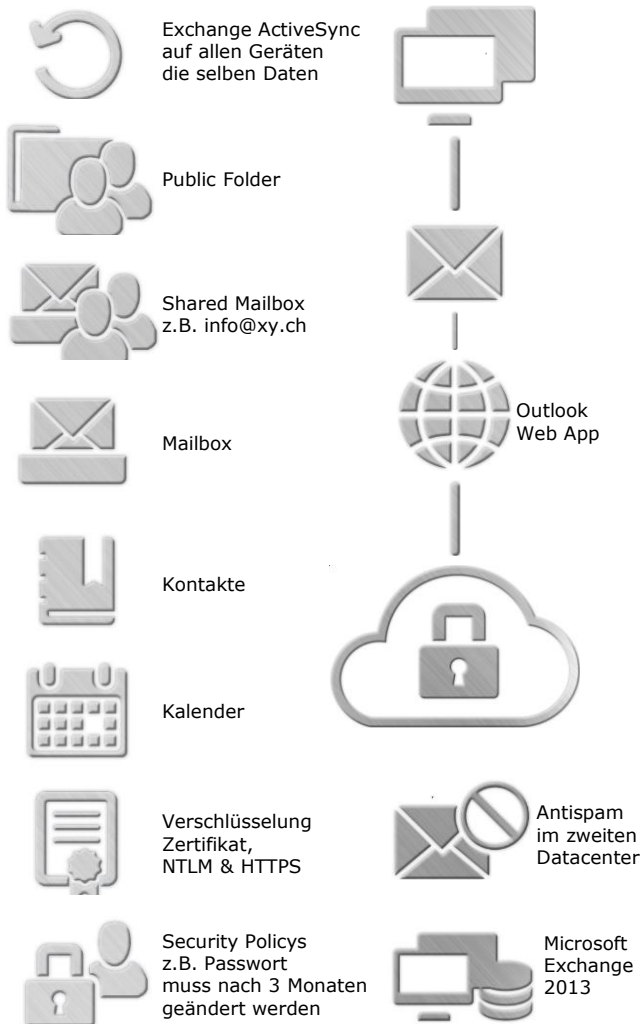 Exchange ActiveSync
auf allen Geräten
die selben Daten
Public Folder
Shared Mailbox
z.B. info@xy.ch
Mailbox
Kontakte
Kalender
Verschlüsselung
Zertifikat,
NTLM & HTTPS
Security Policys
z.B. Passwort
muss nach 3 Monaten
geändert werden
Outlook
Web App
Antispam
im zweiten
Datacenter
Microsoft
Exchange
2013